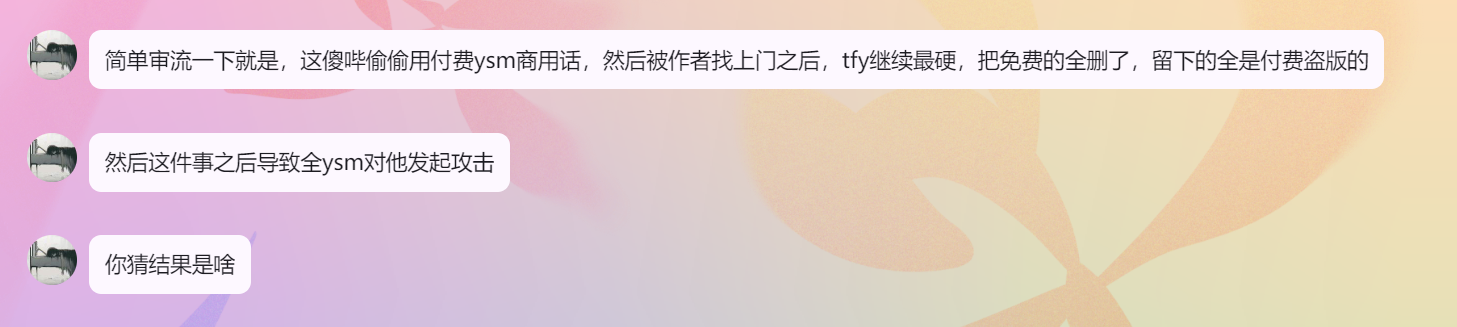 简单审流一下就是，这傻哔偷偷用付费ysm商用话，然后被作者找上门之后，tfy继续最硬，把免费的全删了，留下的全是付费盗版的
然后这件事之后导致全ysm对他发起攻击
你猜结果是啥